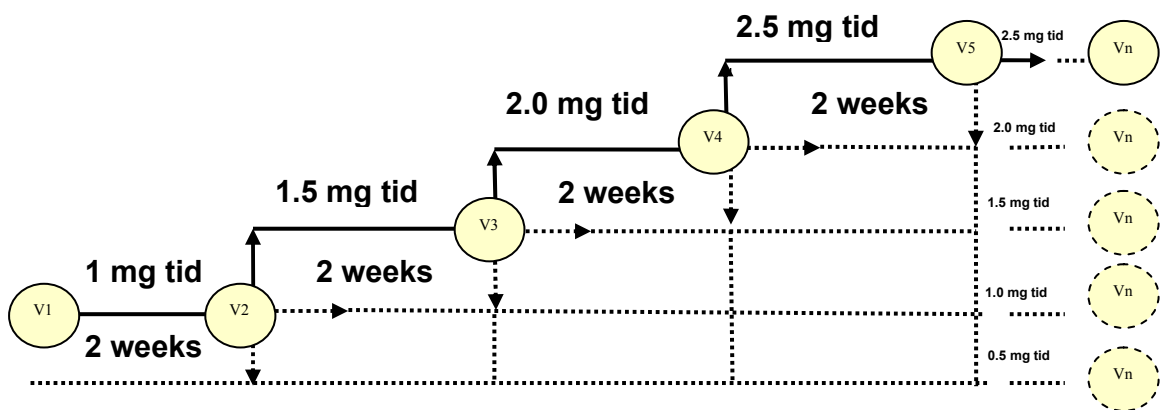 2.5 mg tid
V5
2.5 mg tid
Vn
2.0 mg tid
2 weeks
V4
2.0 mg tid
Vn
1.5 mg tid
2 weeks
V3
1.5 mg tid
Vn
1 mg tid
2 weeks
V1
V2
1.0 mg tid
Vn
2 weeks
0.5 mg tid
Vn